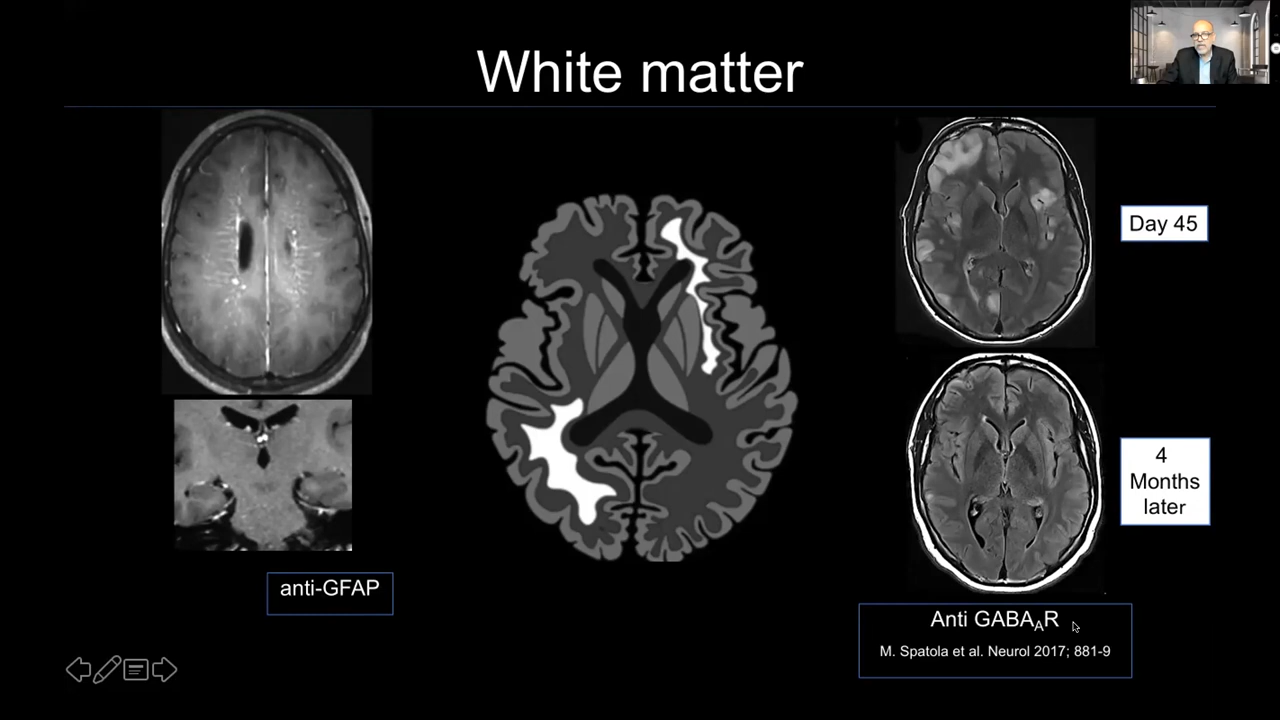 White matter
Day 45
4
Months
later
anti-GFAP
Anti GABAAR
M. Spatola et al. Neurol 2017; 881-9